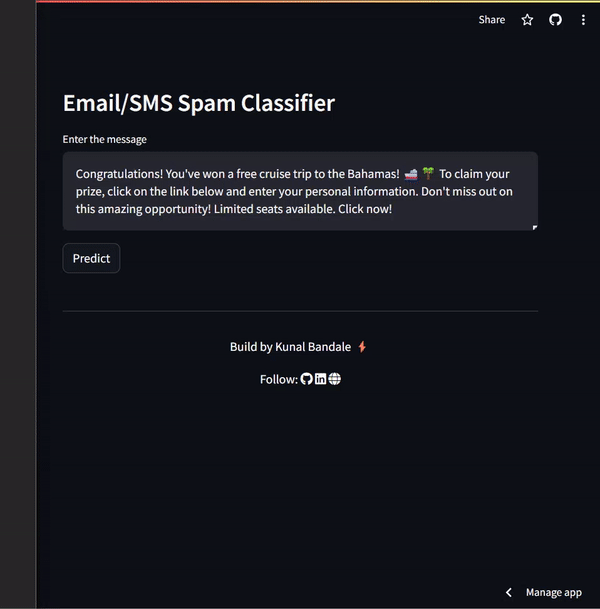 Share
Email/SMS Spam Classifier
Enter the message
Congratulations! You've won a free cruise trip to the Bahamas! 🛳️ 🌴 To claim your
prize, click on the link below and enter your personal information. Don't miss out on
this amazing opportunity! Limited seats available. Click now!
Predict
Build by Kunal Bandale ⚡
Follow:
Manage app